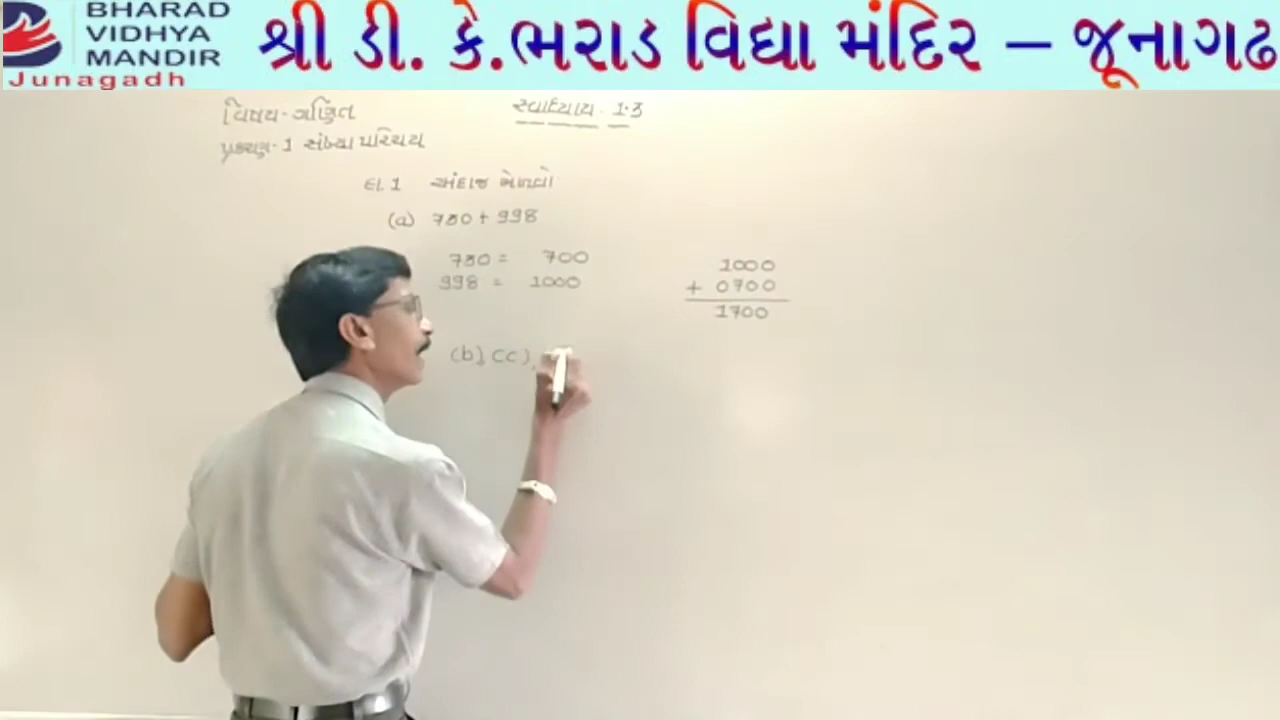 BHARAD
VIDHYA
MANDIR
Junagadh
શ્રી ડી. કે.ભરાડ વિદ્યા મંદિર – જૂનાગઢ
વિષય-ગણિત
સ્વાધ્યાય - 1.3
પ્રકરણ- 1 સંખ્યા પરિચય
દા.1 અંદાજ મેળવો
(a) 730 + 998
730 = 700
998 = 1000
1000
+ 0700
1700
(b), (c),